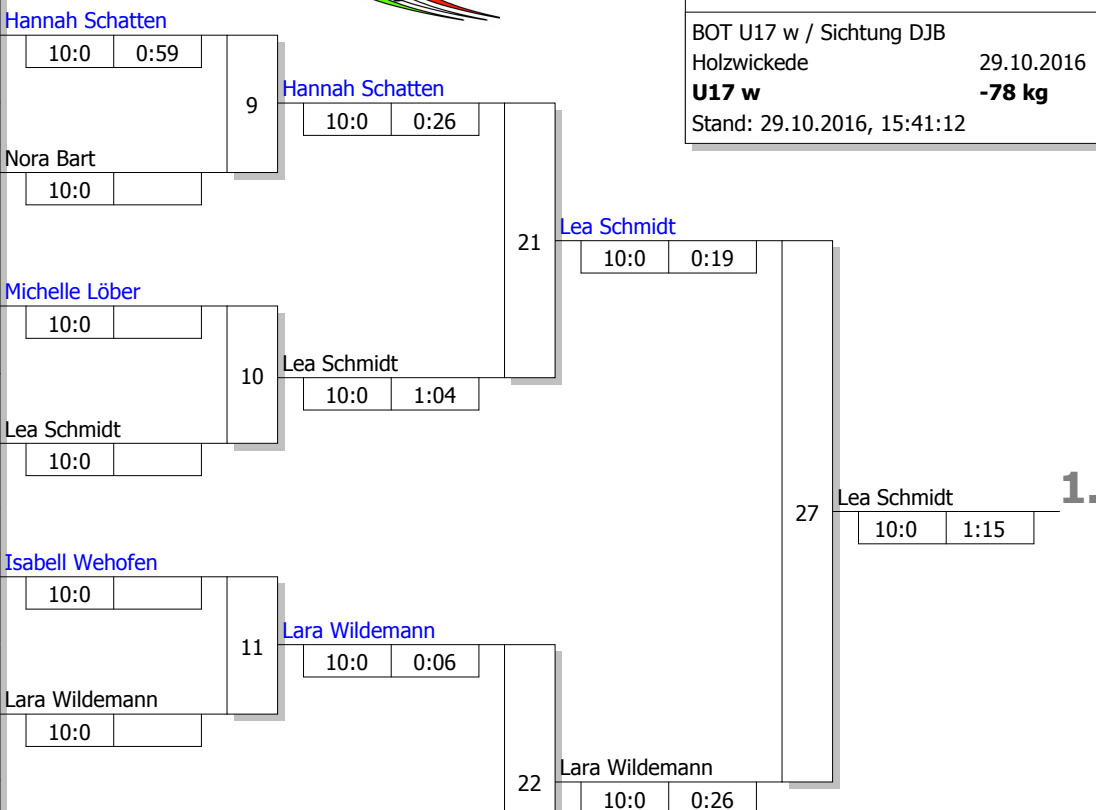 BOT U17 w / Sichtung DJB
Holzwickede 29.10.2016
U17 w -78 kg
Stand: 29.10.2016, 15:41:12
Hannah Schatten
10:0 0:59
9
Nora Bart
10:0
Hannah Schatten
10:0 0:26
21
Michelle Löber
10:0
10
Lea Schmidt
10:0
Lea Schmidt
10:0 1:04
Lea Schmidt
10:0 0:19
27
Lea Schmidt
10:0 1:15
1.
Isabell Wehofen
10:0
11
Lara Wildemann
10:0
Lara Wildemann
10:0 0:06
22
Lara Wildemann
10:0 0:26